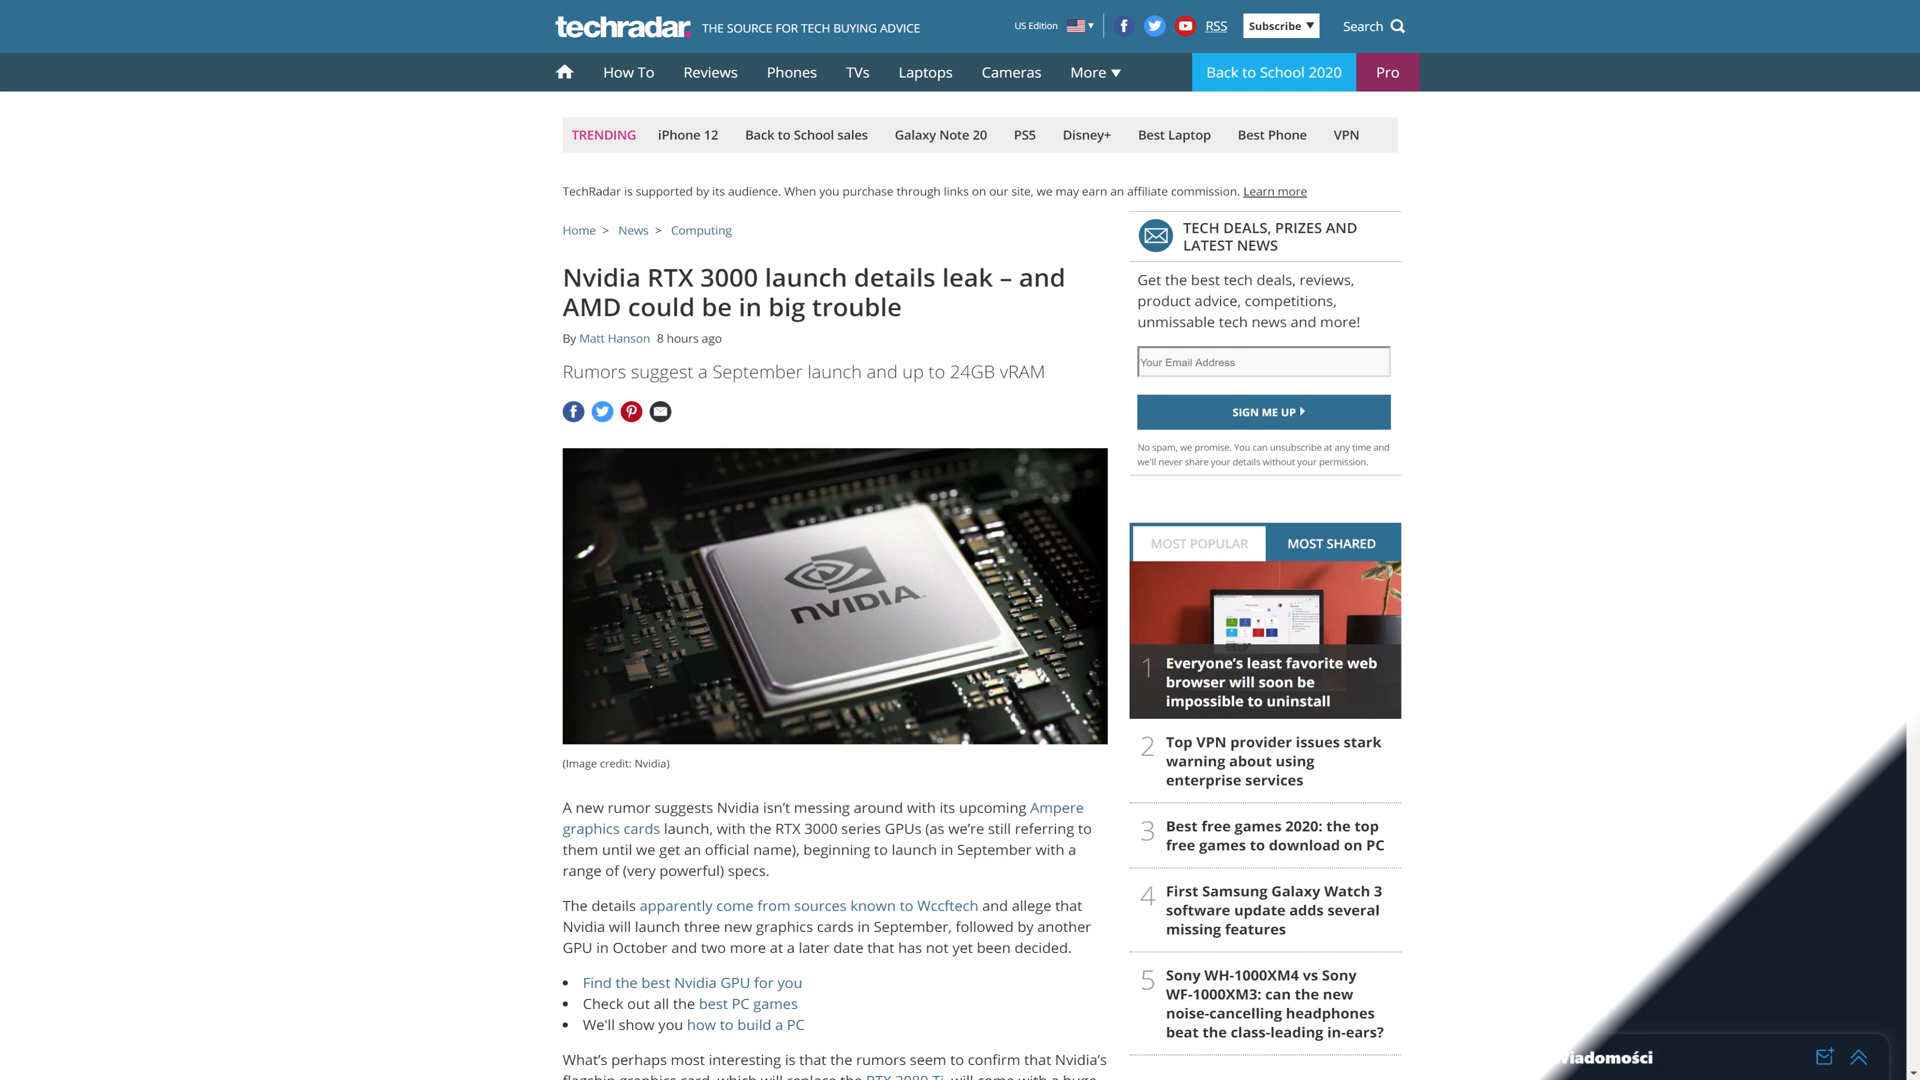 techradar. THE SOURCE FOR TECH BUYING ADVICE US Edition RSS Subscribe Search
How To Reviews Phones TVs Laptops Cameras More Back to School 2020 Pro
TRENDING iPhone 12 Back to School sales Galaxy Note 20 PS5 Disney+ Best Laptop Best Phone VPN
TechRadar is supported by its audience. When you purchase through links on our site, we may earn an affiliate commission. Learn more
Home > News > Computing
Nvidia RTX 3000 launch details leak – and
AMD could be in big trouble
By Matt Hanson 8 hours ago
Rumors suggest a September launch and up to 24GB vRAM
NVIDIA
(Image credit: Nvidia)
A new rumor suggests Nvidia isn’t messing around with its upcoming Ampere
graphics cards launch, with the RTX 3000 series GPUs (as we’re still referring to
them until we get an official name), beginning to launch in September with a
range of (very powerful) specs.
The details apparently come from sources known to Wccftech and allege that
Nvidia will launch three new graphics cards in September, followed by another
GPU in October and two more at a later date that has not yet been decided.
• Find the best Nvidia GPU for you
• Check out all the best PC games
• We'll show you how to build a PC
What’s perhaps most interesting is that the rumors seem to confirm that Nvidia’s
flagship graphics card, which will replace the RTX 2080 Ti, will come with a huge
TECH DEALS, PRIZES AND
LATEST NEWS
Get the best tech deals, reviews,
product advice, competitions,
unmissable tech news and more!
Your Email Address
SIGN ME UP
No spam, we promise. You can unsubscribe at any time and
we'll never share your details without your permission.
MOST POPULAR MOST SHARED
1 Everyone’s least favorite web
browser will soon be
impossible to uninstall
2 Top VPN provider issues stark
warning about using
enterprise services
3 Best free games 2020: the top
free games to download on PC
4 First Samsung Galaxy Watch 3
software update adds several
missing features
5 Sony WH-1000XM4 vs Sony
WF-1000XM3: can the new
noise-cancelling headphones
beat the class-leading in-ears?
Wiadomości